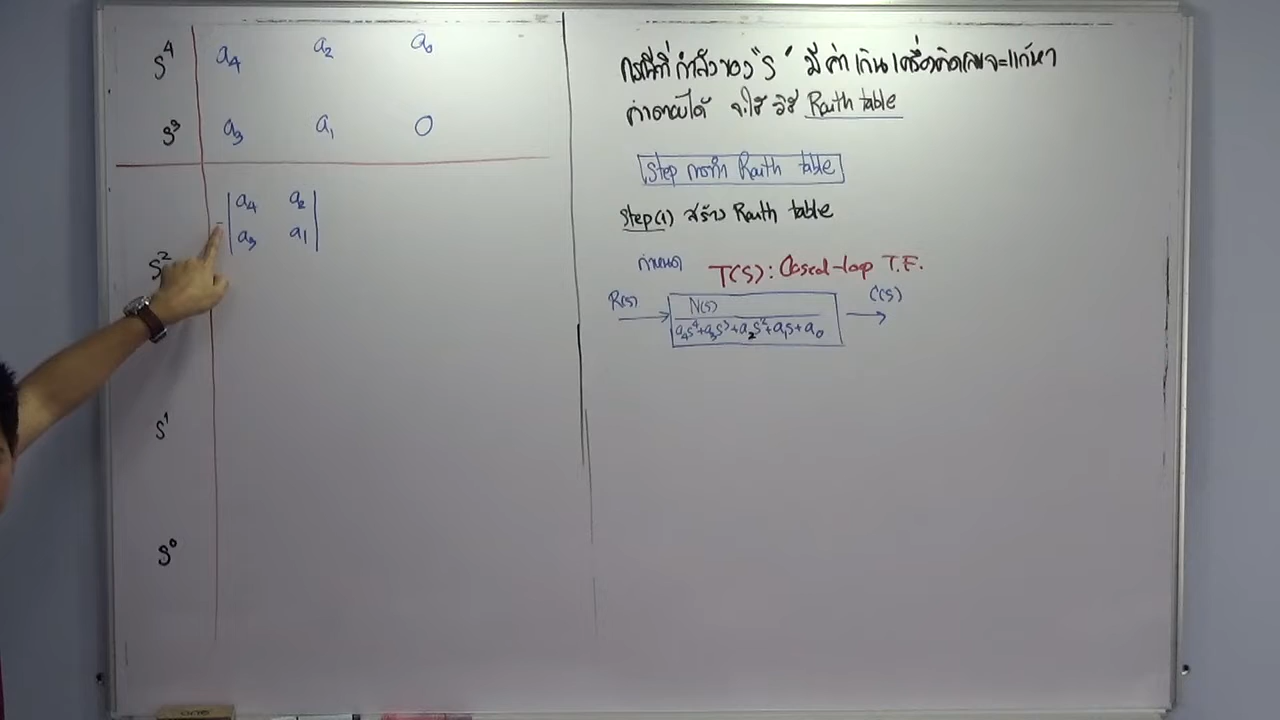 S⁴ a₄ a₂ a₀
S³ a₃ a₁ 0
- | a₄ a₂ |
| a₃ a₁ |
S²
S¹
S⁰
กรณีที่ กำลังของ "S" มี ค่า เกิน เครื่องคิดเลขจะแก้หา
คำตอบได้ จะใช้ วิธี Routh table
Step การทำ Routh table
Step(1) สร้าง Routh table
กำหนด T(S): Closed-loop T.F.
R(S) N(S) C(S)
a₄S⁴+a₃S³+a₂S²+a₁S+a₀